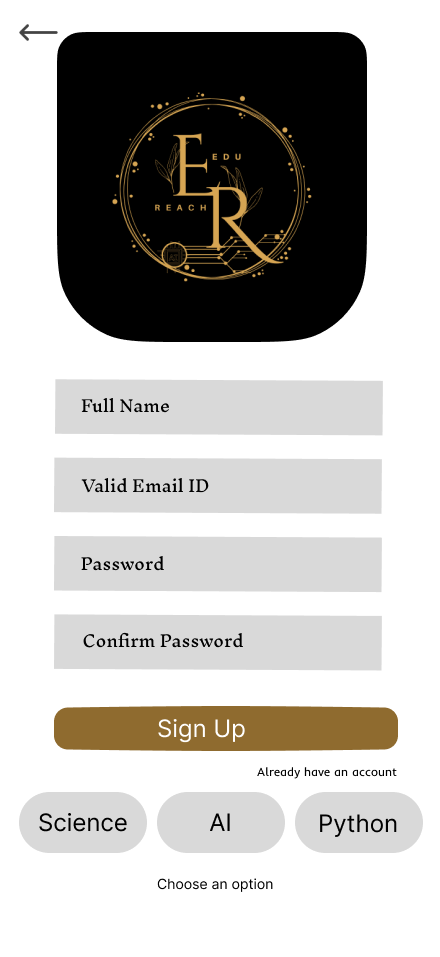 E EDU
REACH R
Full Name
Valid Email ID
Password
Confirm Password
Sign Up
Already have an account
Science AI Python
Choose an option